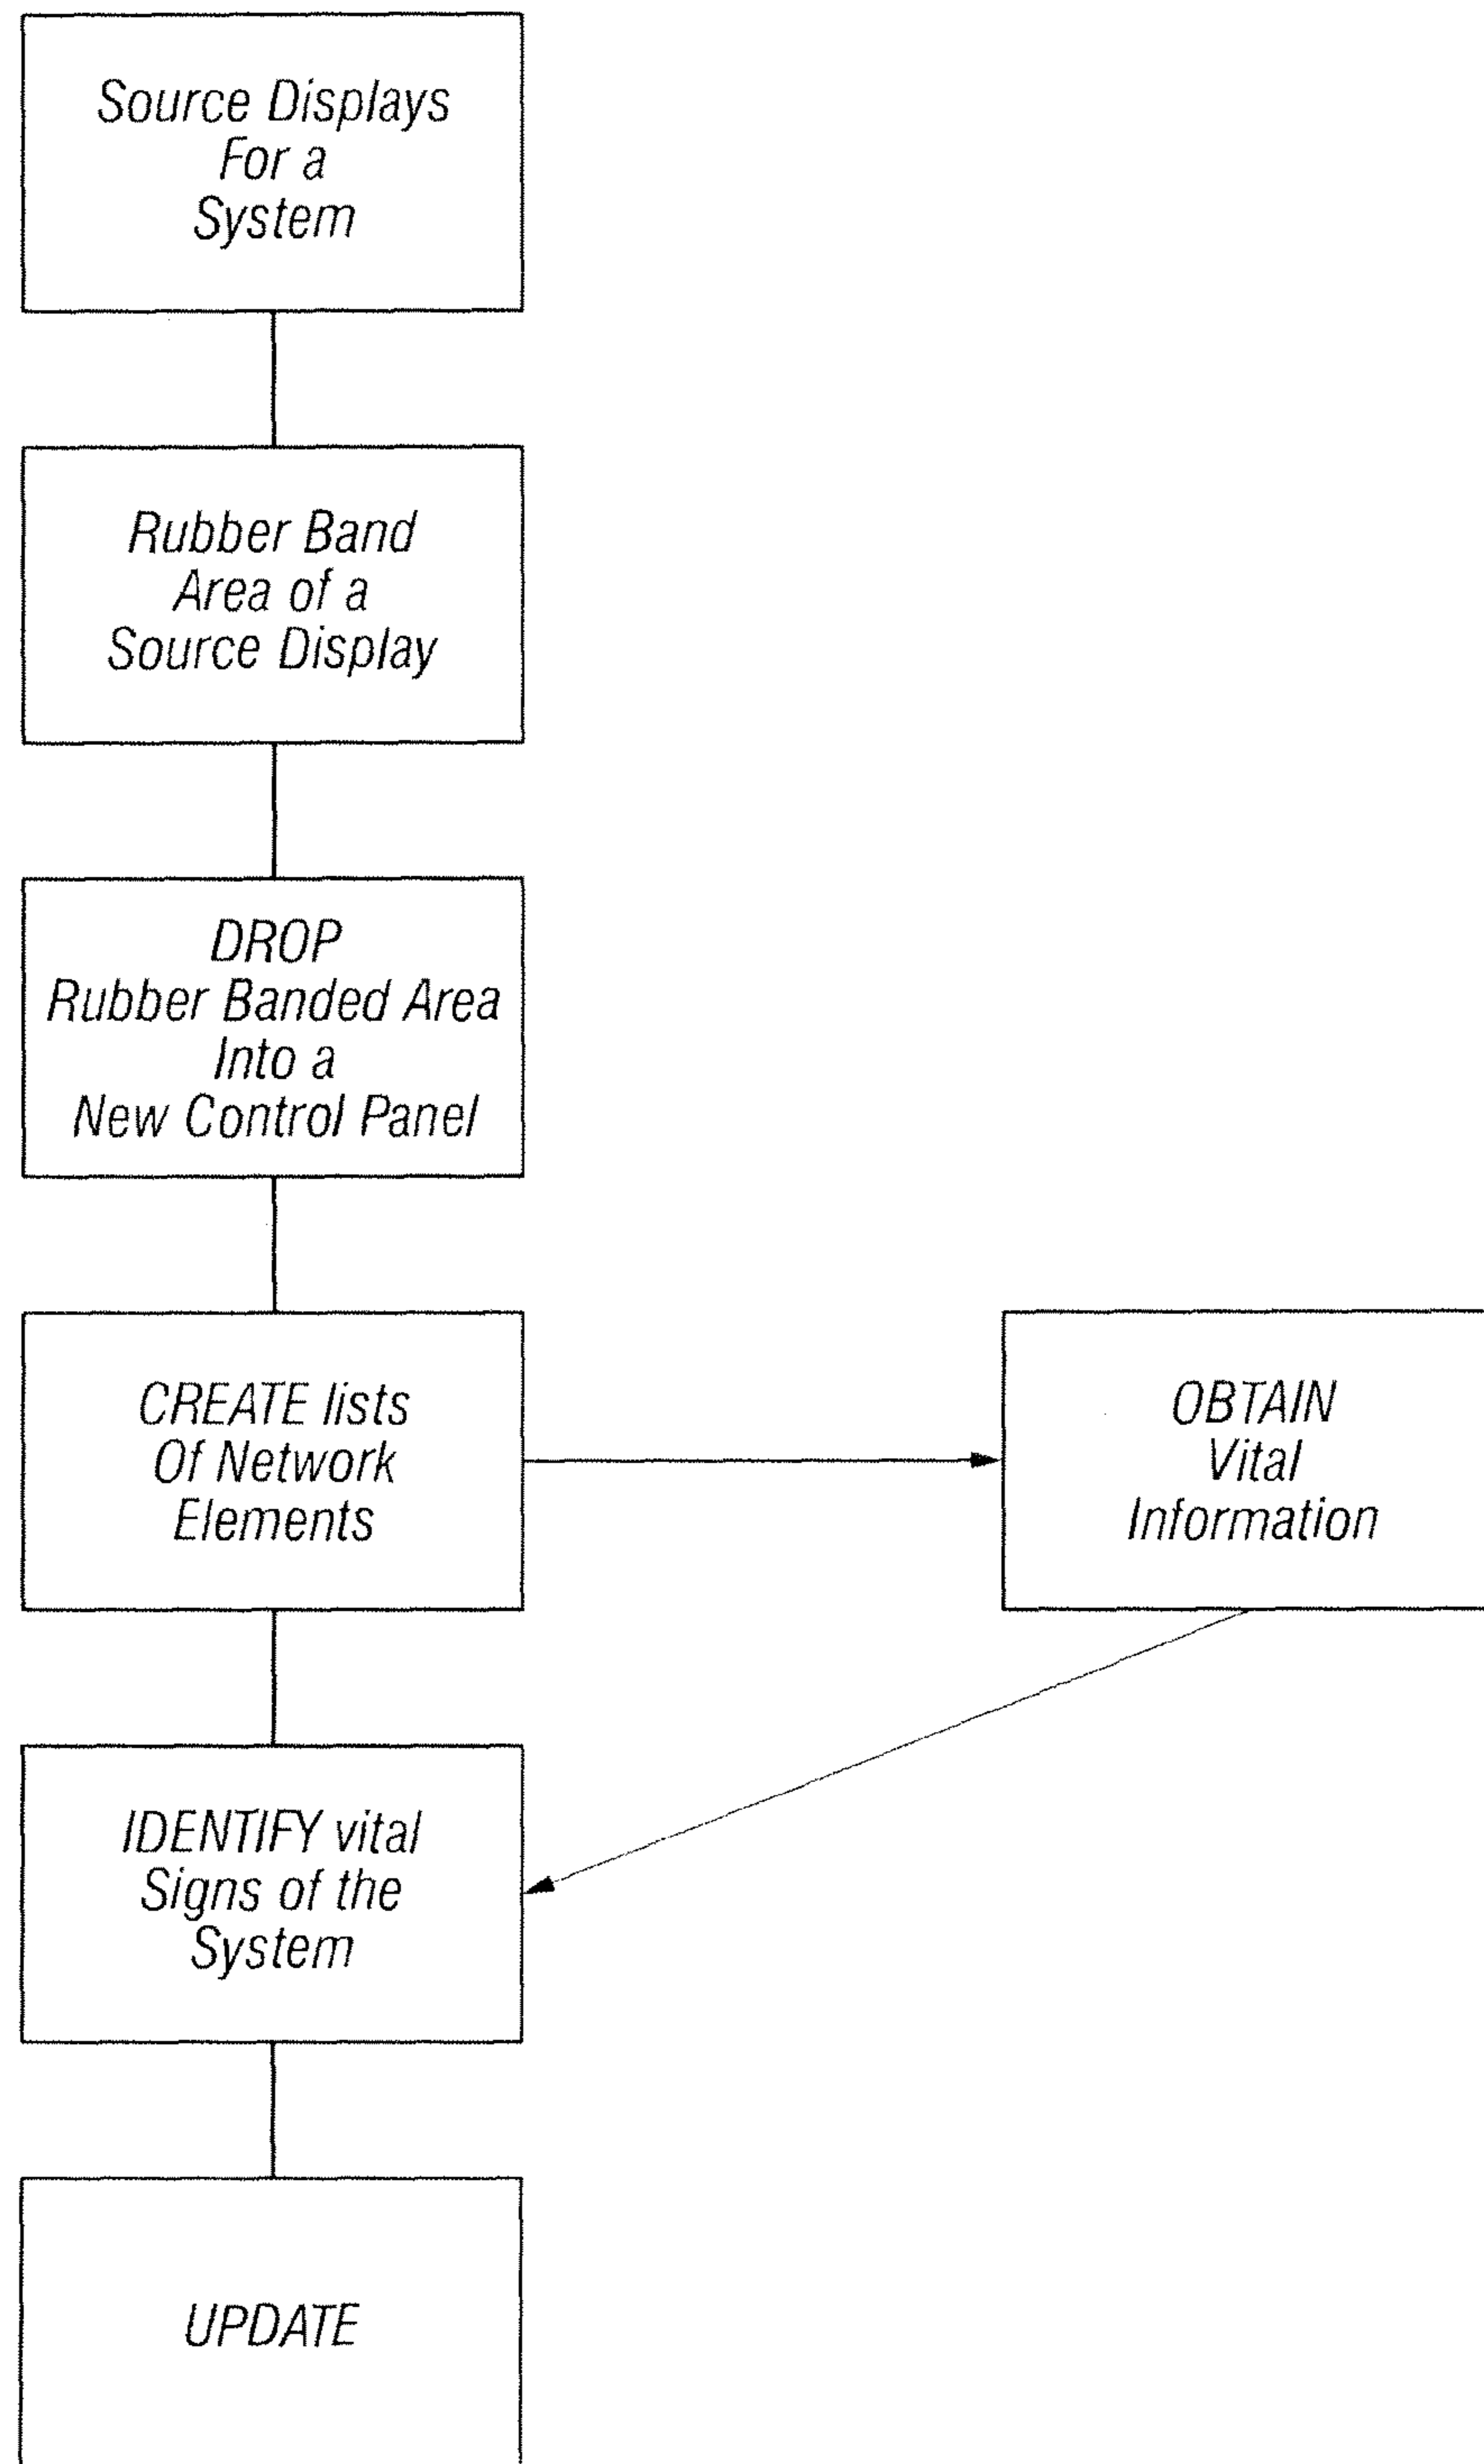 Source Displays
For a
System
Rubber Band
Area of a
Source Display
DROP
Rubber Banded Area
Into a
New Control Panel
CREATE lists
Of Network
Elements
OBTAIN
Vital
Information
IDENTIFY vital
Signs of the
System
UPDATE